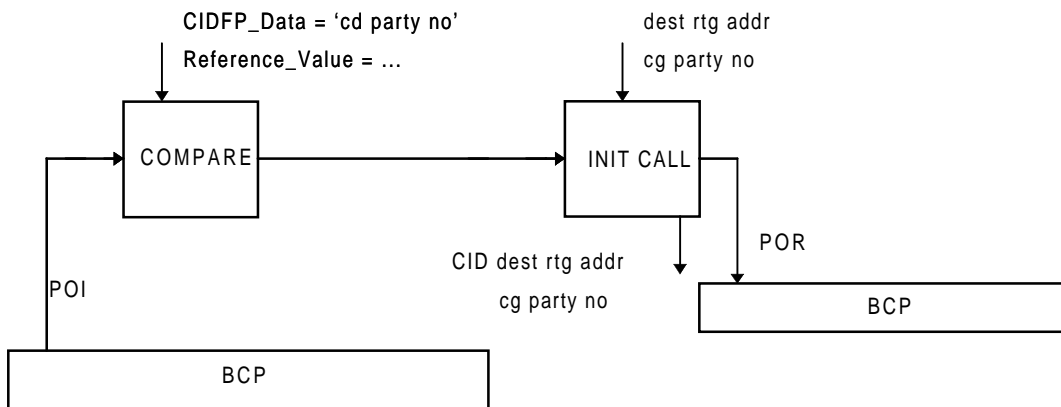 CIDFP_Data = ‘cd party no’
Reference_Value = ...
dest rtg addr
cg party no
COMPARE
INIT CALL
POR
CID dest rtg addr
cg party no
POI
BCP
BCP